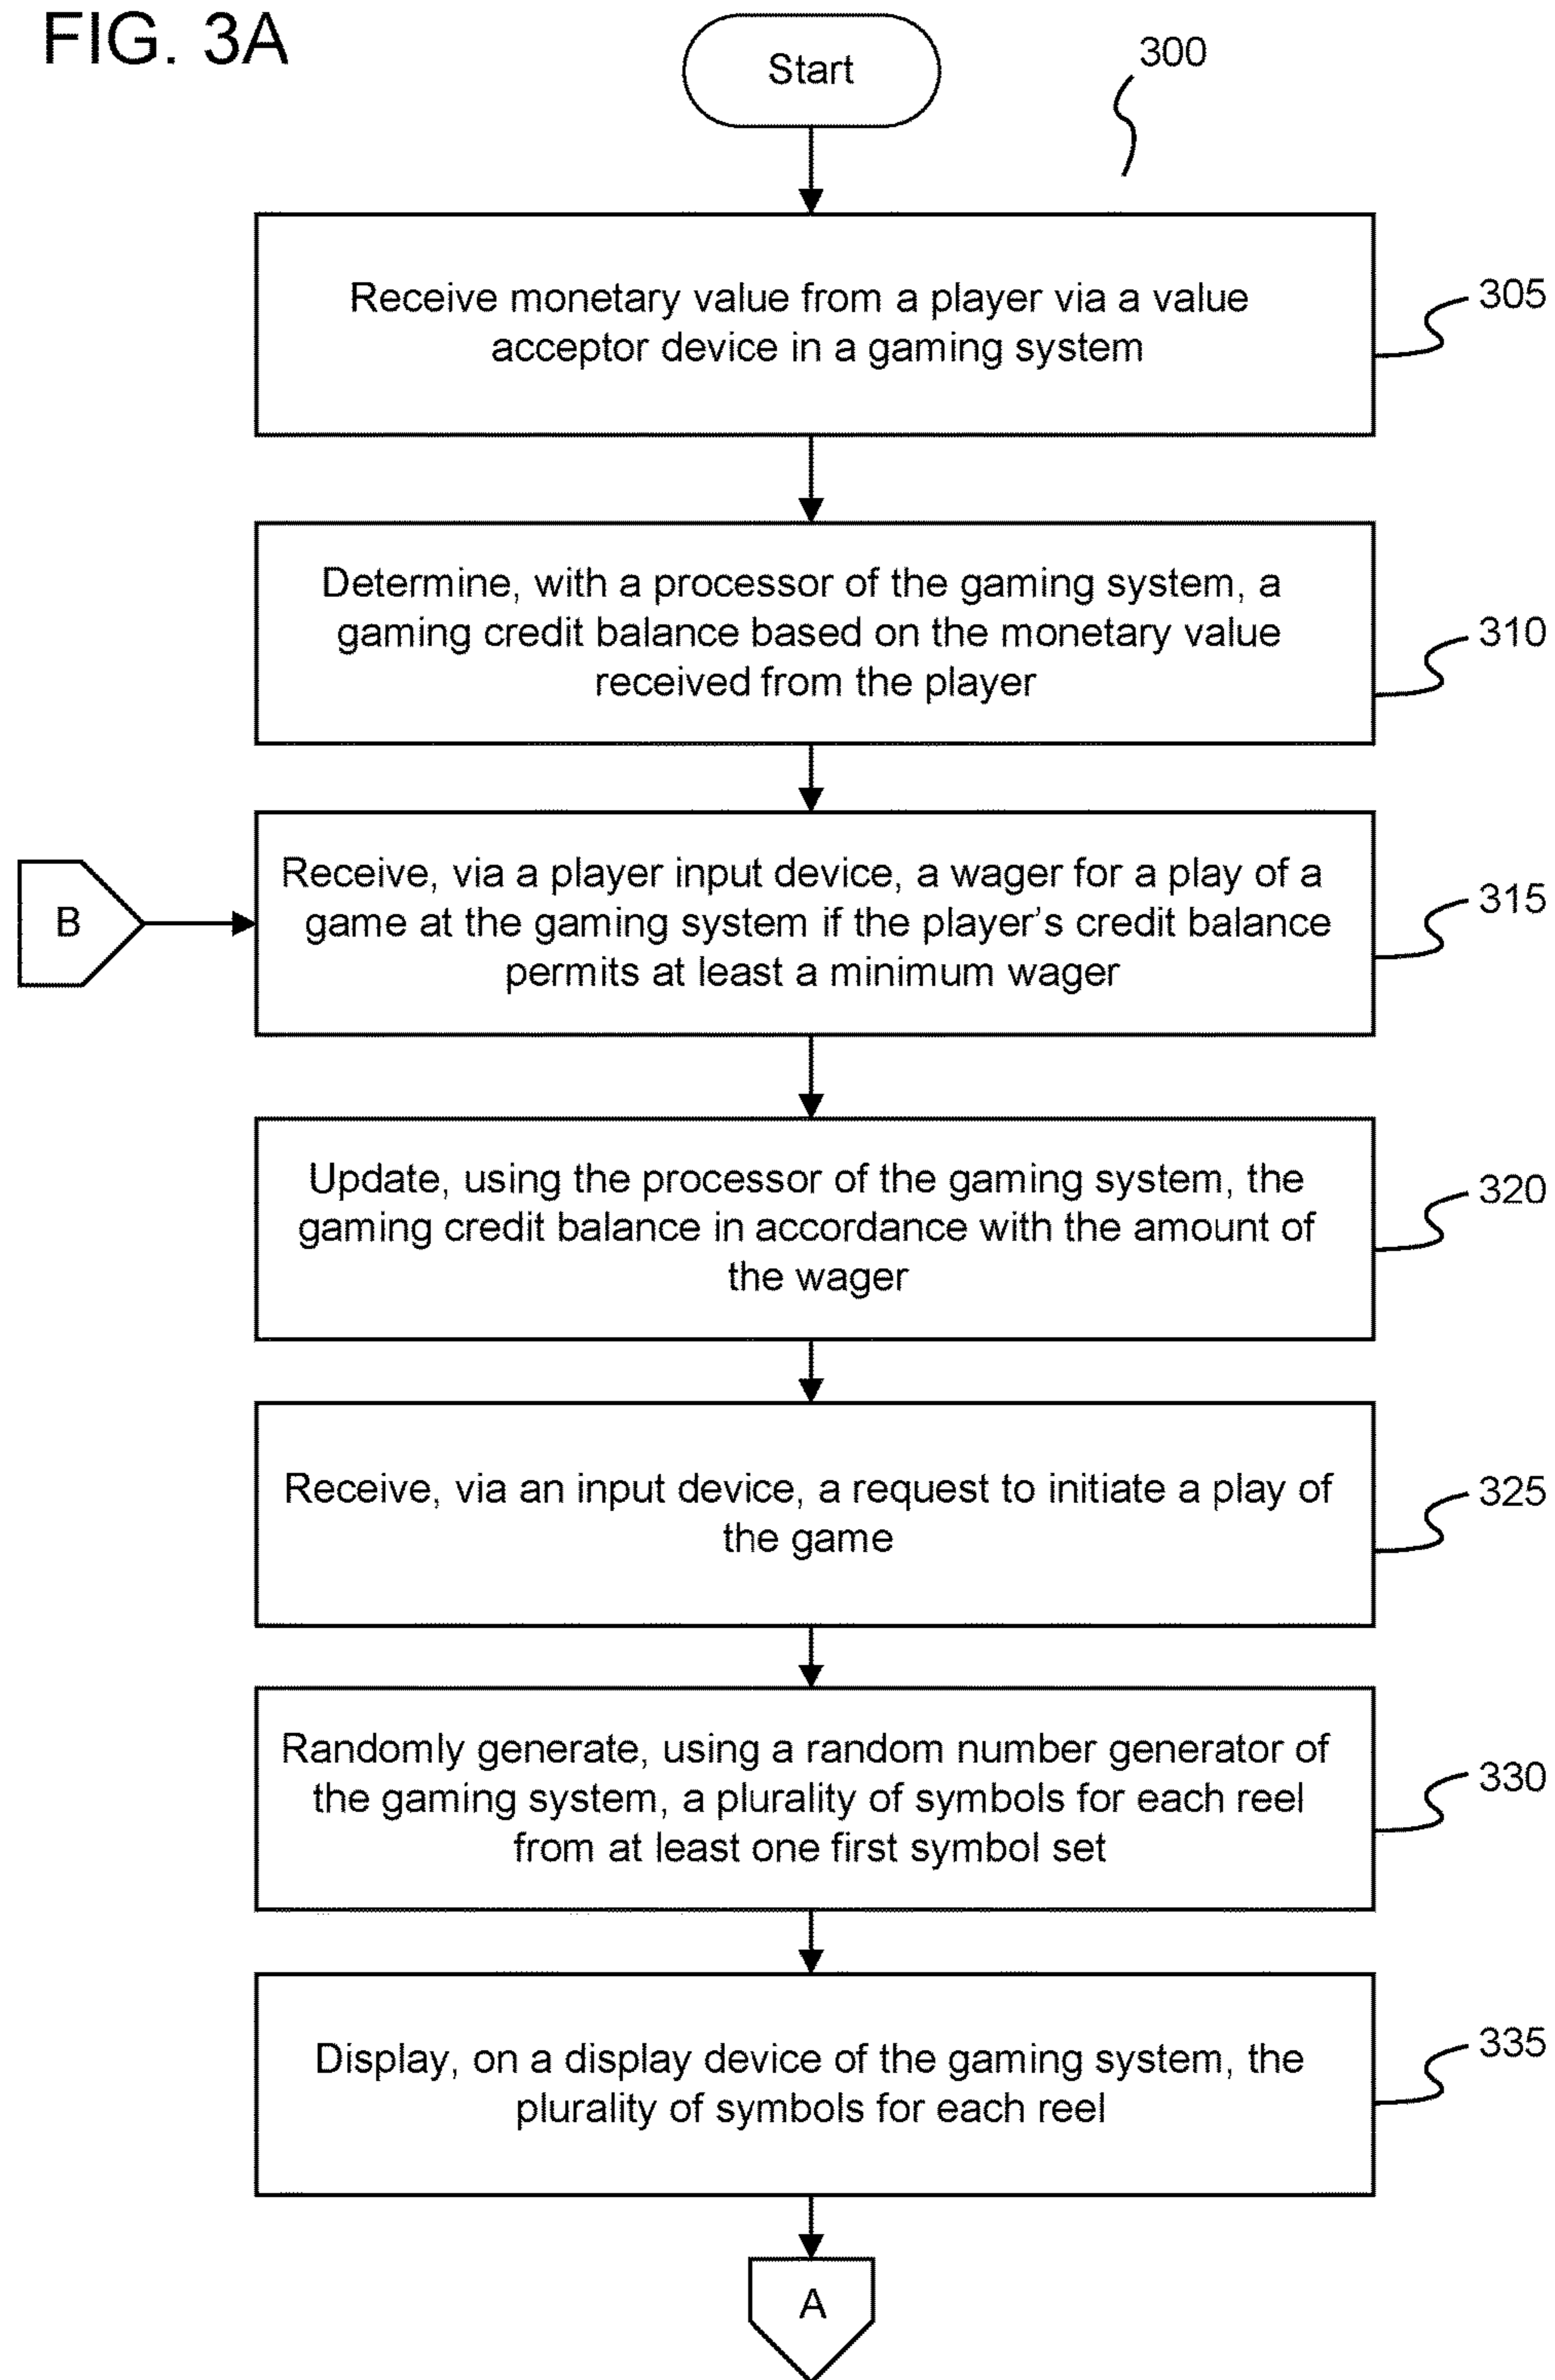 FIG. 3A
Start
300
Receive monetary value from a player via a value
acceptor device in a gaming system
305
Determine, with a processor of the gaming system, a
gaming credit balance based on the monetary value
received from the player
310
B
Receive, via a player input device, a wager for a play of a
game at the gaming system if the player's credit balance
permits at least a minimum wager
315
Update, using the processor of the gaming system, the
gaming credit balance in accordance with the amount of
the wager
320
Receive, via an input device, a request to initiate a play of
the game
325
Randomly generate, using a random number generator of
the gaming system, a plurality of symbols for each reel
from at least one first symbol set
330
Display, on a display device of the gaming system, the
plurality of symbols for each reel
335
A